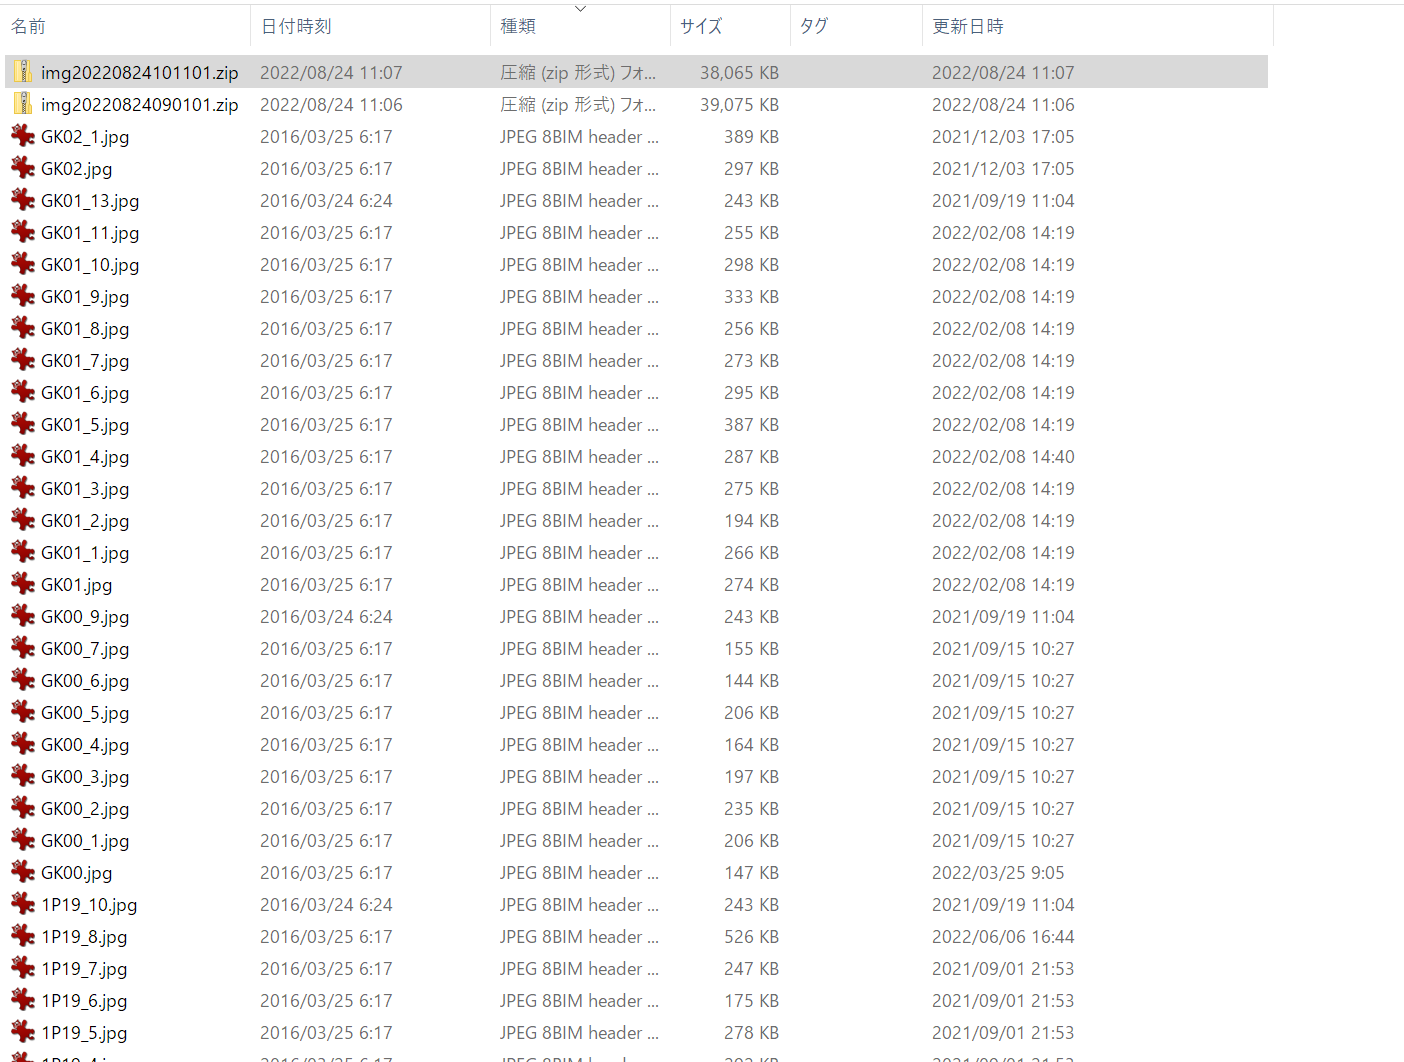 名前 日付時刻 種類 サイズ タグ 更新日時
img20220824101101.zip 2022/08/24 11:07 圧縮 (zip 形式) フォ... 38,065 KB 2022/08/24 11:07
img20220824090101.zip 2022/08/24 11:06 圧縮 (zip 形式) フォ... 39,075 KB 2022/08/24 11:06
GK02_1.jpg 2016/03/25 6:17 JPEG 8BIM header ... 389 KB 2021/12/03 17:05
GK02.jpg 2016/03/25 6:17 JPEG 8BIM header ... 297 KB 2021/12/03 17:05
GK01_13.jpg 2016/03/24 6:24 JPEG 8BIM header ... 243 KB 2021/09/19 11:04
GK01_11.jpg 2016/03/25 6:17 JPEG 8BIM header ... 255 KB 2022/02/08 14:19
GK01_10.jpg 2016/03/25 6:17 JPEG 8BIM header ... 298 KB 2022/02/08 14:19
GK01_9.jpg 2016/03/25 6:17 JPEG 8BIM header ... 333 KB 2022/02/08 14:19
GK01_8.jpg 2016/03/25 6:17 JPEG 8BIM header ... 256 KB 2022/02/08 14:19
GK01_7.jpg 2016/03/25 6:17 JPEG 8BIM header ... 273 KB 2022/02/08 14:19
GK01_6.jpg 2016/03/25 6:17 JPEG 8BIM header ... 295 KB 2022/02/08 14:19
GK01_5.jpg 2016/03/25 6:17 JPEG 8BIM header ... 387 KB 2022/02/08 14:19
GK01_4.jpg 2016/03/25 6:17 JPEG 8BIM header ... 287 KB 2022/02/08 14:40
GK01_3.jpg 2016/03/25 6:17 JPEG 8BIM header ... 275 KB 2022/02/08 14:19
GK01_2.jpg 2016/03/25 6:17 JPEG 8BIM header ... 194 KB 2022/02/08 14:19
GK01_1.jpg 2016/03/25 6:17 JPEG 8BIM header ... 266 KB 2022/02/08 14:19
GK01.jpg 2016/03/25 6:17 JPEG 8BIM header ... 274 KB 2022/02/08 14:19
GK00_9.jpg 2016/03/24 6:24 JPEG 8BIM header ... 243 KB 2021/09/19 11:04
GK00_7.jpg 2016/03/25 6:17 JPEG 8BIM header ... 155 KB 2021/09/15 10:27
GK00_6.jpg 2016/03/25 6:17 JPEG 8BIM header ... 144 KB 2021/09/15 10:27
GK00_5.jpg 2016/03/25 6:17 JPEG 8BIM header ... 206 KB 2021/09/15 10:27
GK00_4.jpg 2016/03/25 6:17 JPEG 8BIM header ... 164 KB 2021/09/15 10:27
GK00_3.jpg 2016/03/25 6:17 JPEG 8BIM header ... 197 KB 2021/09/15 10:27
GK00_2.jpg 2016/03/25 6:17 JPEG 8BIM header ... 235 KB 2021/09/15 10:27
GK00_1.jpg 2016/03/25 6:17 JPEG 8BIM header ... 206 KB 2021/09/15 10:27
GK00.jpg 2016/03/25 6:17 JPEG 8BIM header ... 147 KB 2022/03/25 9:05
1P19_10.jpg 2016/03/24 6:24 JPEG 8BIM header ... 243 KB 2021/09/19 11:04
1P19_8.jpg 2016/03/25 6:17 JPEG 8BIM header ... 526 KB 2022/06/06 16:44
1P19_7.jpg 2016/03/25 6:17 JPEG 8BIM header ... 247 KB 2021/09/01 21:53
1P19_6.jpg 2016/03/25 6:17 JPEG 8BIM header ... 175 KB 2021/09/01 21:53
1P19_5.jpg 2016/03/25 6:17 JPEG 8BIM header ... 278 KB 2021/09/01 21:53